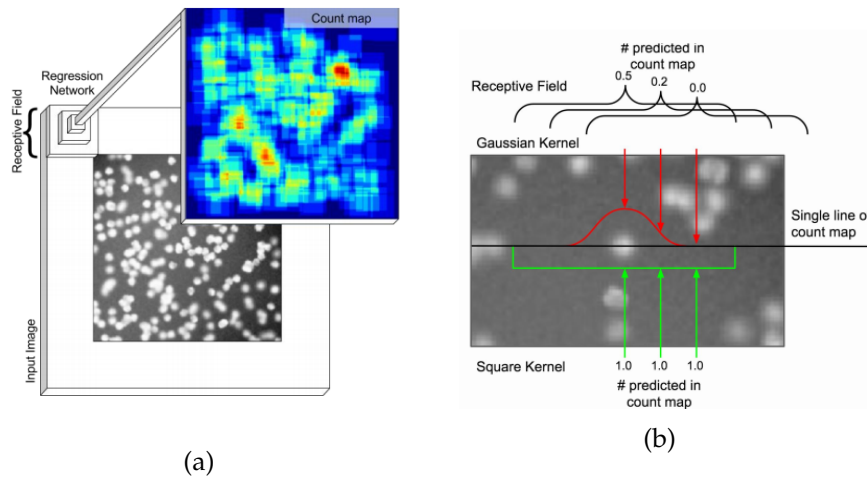 Count map
Regression
Network
Receptive Field
Input Image
(a)
# predicted in
count map
0.5
0.2
0.0
Receptive Field
Gaussian Kernel
Single line o
count map
1.0
1.0
1.0
Square Kernel
# predicted in
count map
(b)